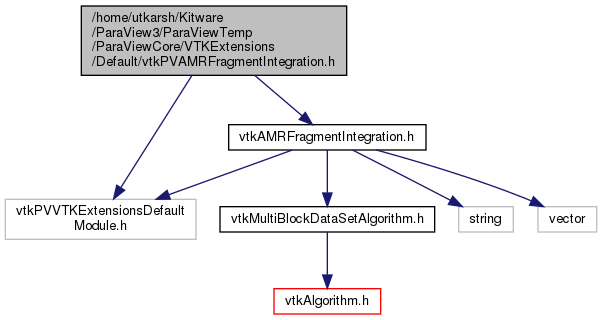 /home/utkarsh/Kitware
/ParaView3/ParaViewTemp
/ParaViewCore/VTKExtensions
/Default/vtkPVAMRFragmentIntegration.h
vtkAMRFragmentIntegration.h
vtkPVVTKExtensionsDefault
Module.h
vtkMultiBlockDataSetAlgorithm.h
string
vector
vtkAlgorithm.h